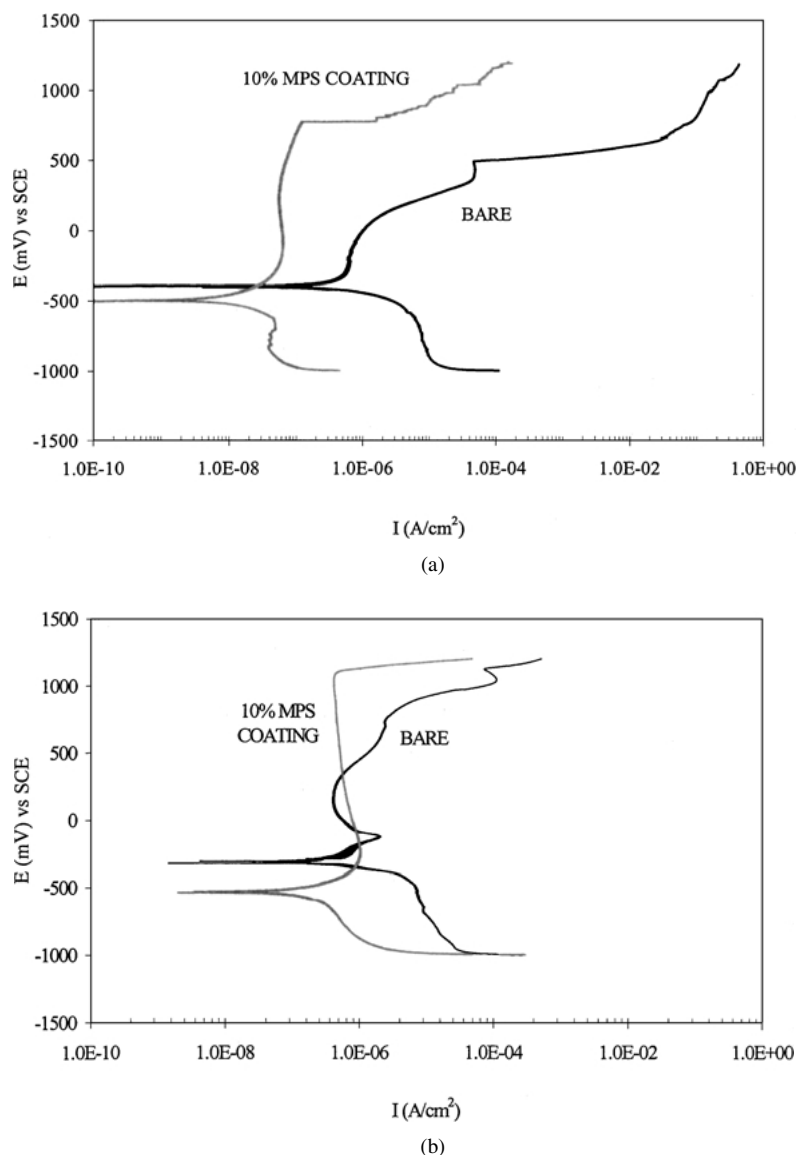 1500
1000
500
0
-500
-1000
-1500
E (mV) vs SCE
10% MPS COATING
BARE
1.0E-10 1.0E-08 1.0E-06 1.0E-04 1.0E-02 1.0E+00
I (A/cm²)
(a)
1500
1000
500
0
-500
-1000
-1500
E (mV) vs SCE
10% MPS
COATING
BARE
1.0E-10 1.0E-08 1.0E-06 1.0E-04 1.0E-02 1.0E+00
I (A/cm²)
(b)